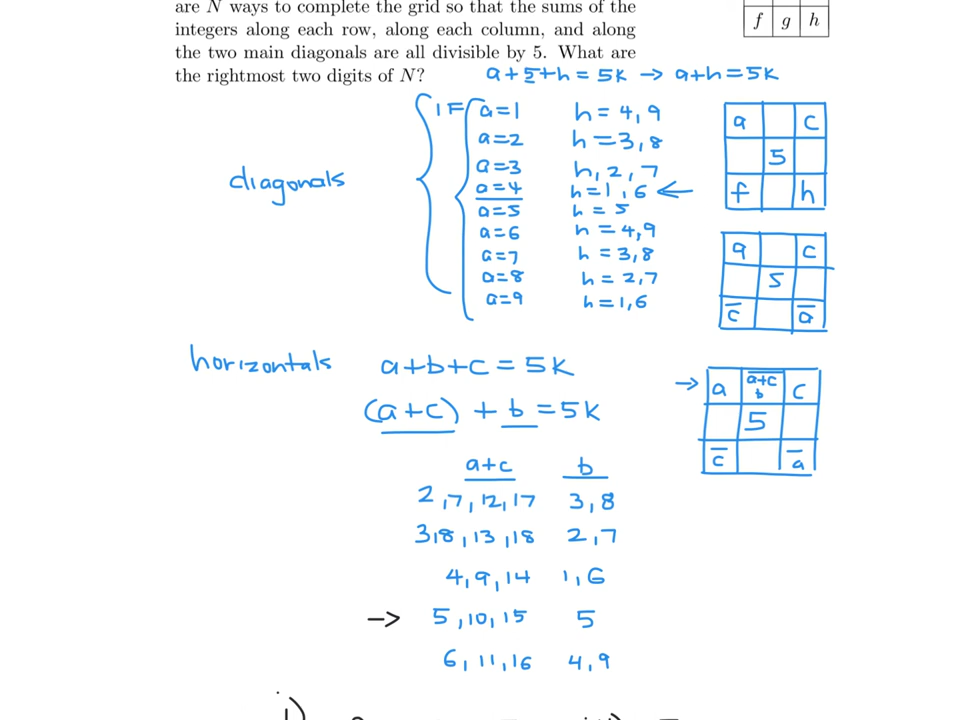 are N ways to complete the grid so that the sums of the
integers along each row, along each column, and along
the two main diagonals are all divisible by 5. What are
the rightmost two digits of N?
f g h
a+5+h = 5K → a+h = 5K
diagonals
IF
a=1 h = 4, 9
a=2 h = 3, 8
a=3 h, 2, 7
a=4 h=1, 6 ←
a=5 h = 5
a=6 h = 4, 9
a=7 h = 3, 8
a=8 h = 2, 7
a=9 h = 1, 6
a c
5
f h
a c
5
c̅ a̅
horizontals a+b+c = 5K
(a+c) + b = 5K
→ a a+c b c
5
c̅ a̅
a+c b
2, 7, 12, 17 3, 8
3, 8, 13, 18 2, 7
4, 9, 14 1, 6
→ 5, 10, 15 5
6, 11, 16 4, 9